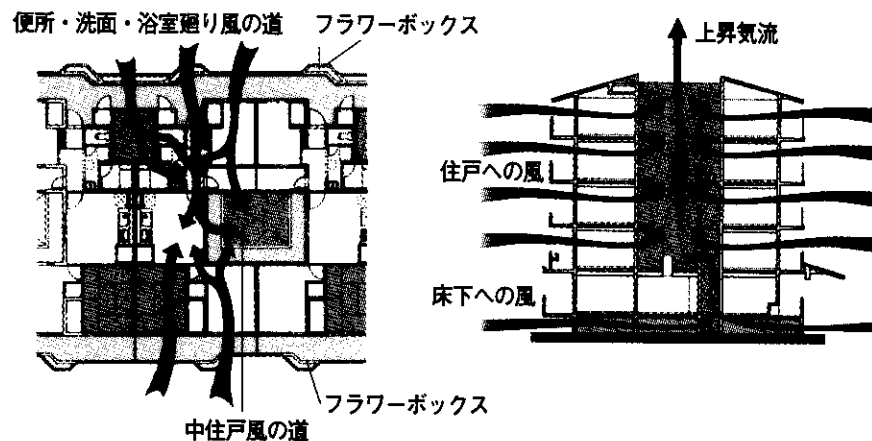 便所・洗面・浴室廻り風の道
フラワーボックス
上昇気流
住戸への風
床下への風
フラワーボックス
中住戸風の道